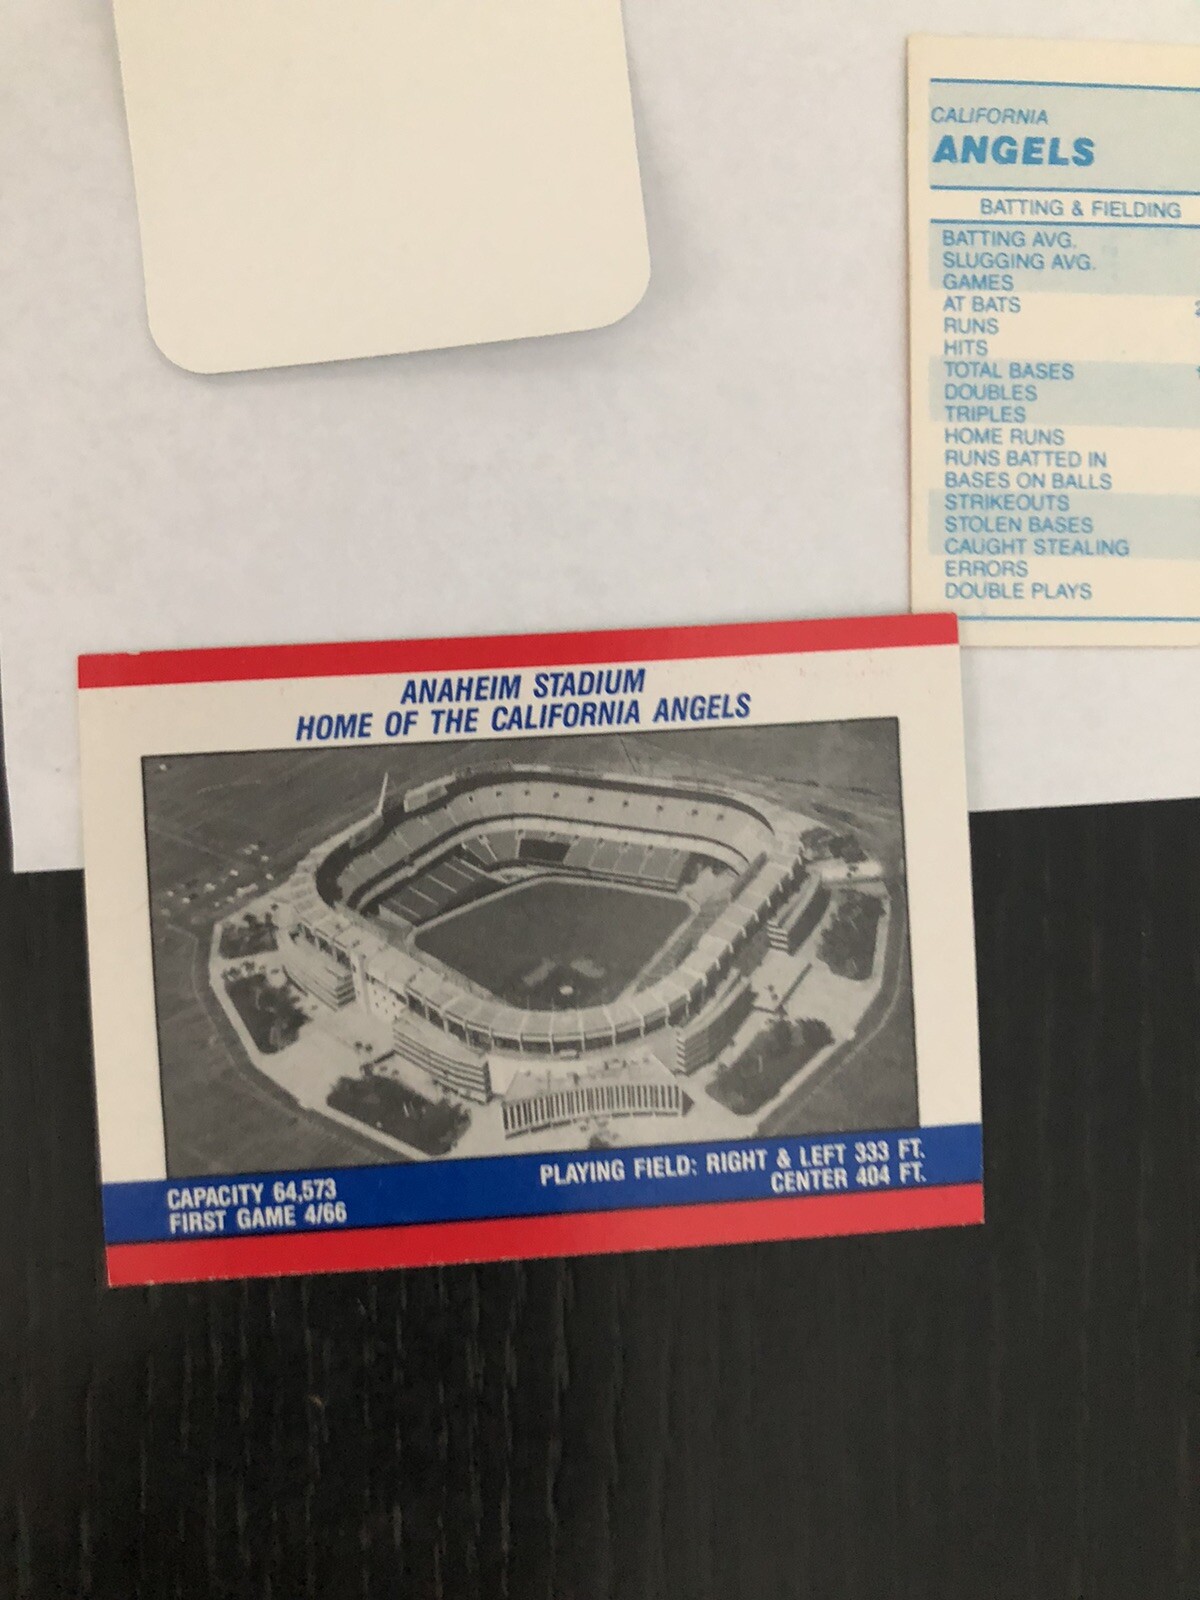 CALIFORNIA
ANGELS
BATTING & FIELDING
BATTING AVG.
SLUGGING AVG.
GAMES
AT BATS
RUNS
HITS
TOTAL BASES
DOUBLES
TRIPLES
HOME RUNS
RUNS BATTED IN
BASES ON BALLS
STRIKEOUTS
STOLEN BASES
CAUGHT STEALING
ERRORS
DOUBLE PLAYS
ANAHEIM STADIUM
HOME OF THE CALIFORNIA ANGELS
CAPACITY 64,573
FIRST GAME 4/66
PLAYING FIELD: RIGHT & LEFT 333 FT.
CENTER 404 FT.